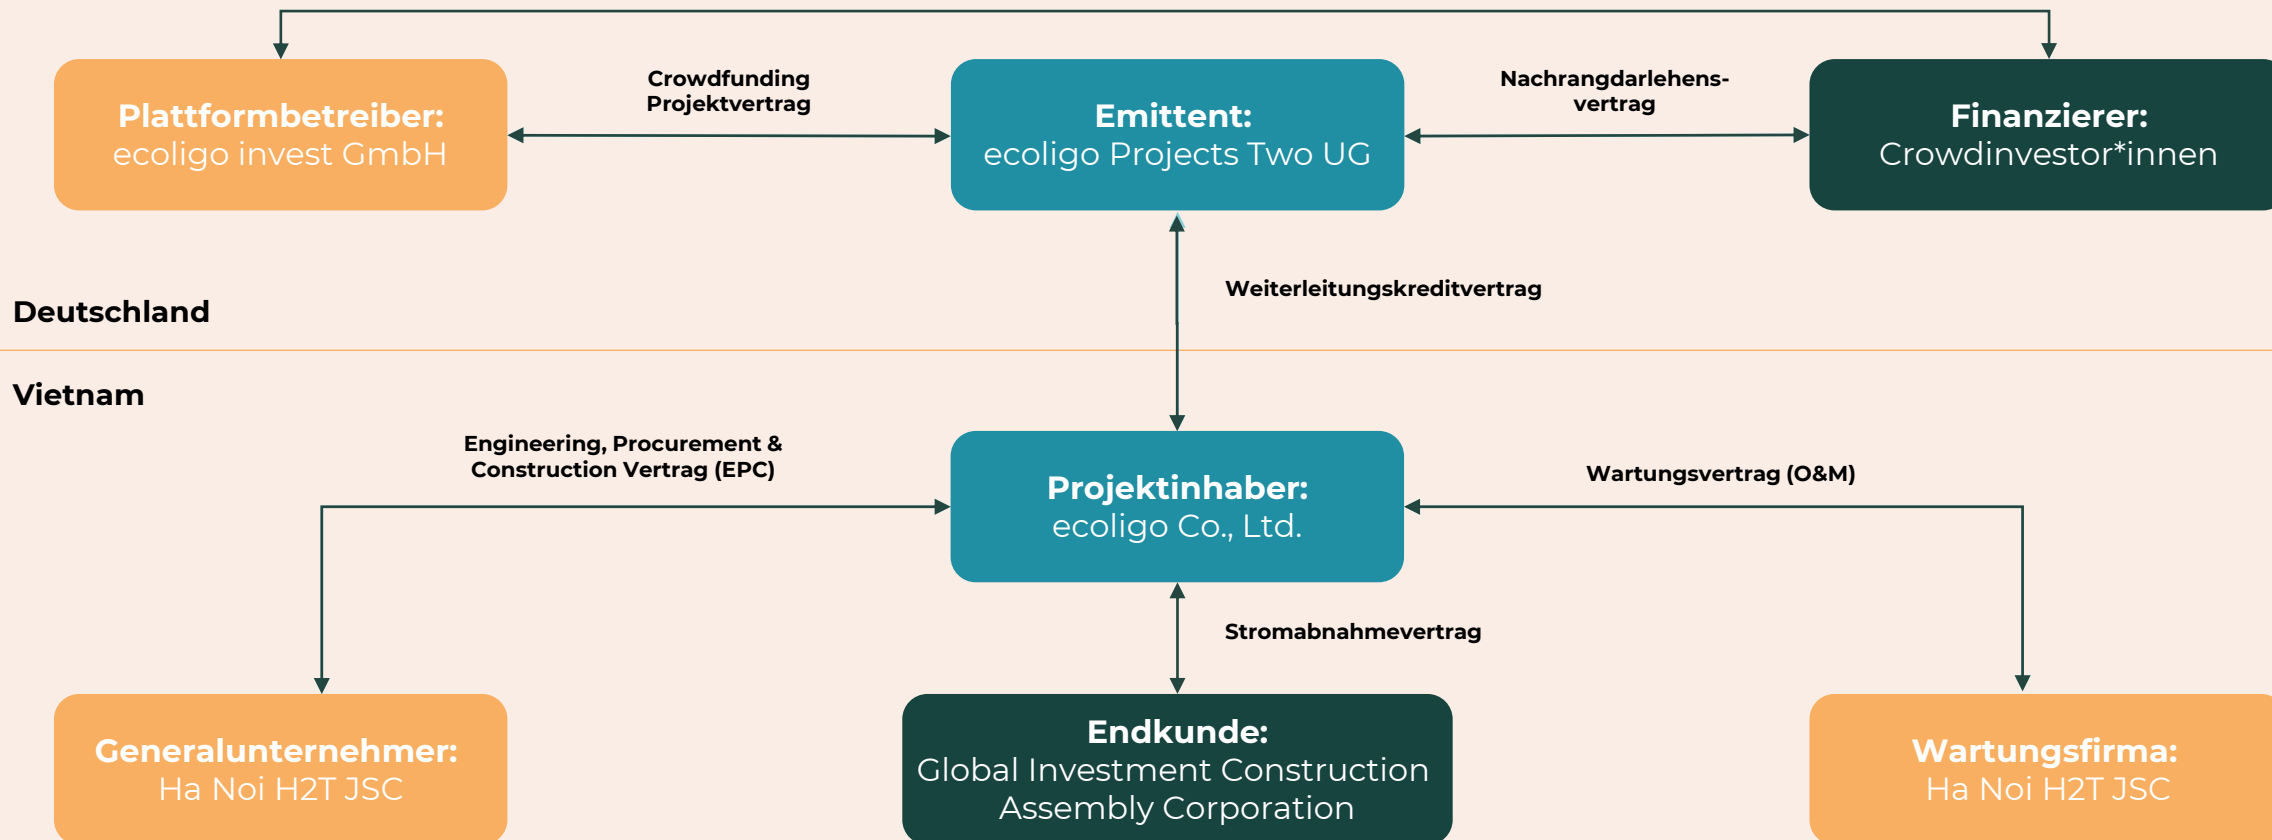 Crowdfunding
Projektvertrag
Nachrangdarlehens-
vertrag
Plattformbetreiber:
ecoligo invest GmbH
Emittent:
ecoligo Projects Two UG
Finanzierer:
Crowdinvestor*innen
Weiterleitungskreditvertrag
Deutschland
Vietnam
Engineering, Procurement &
Construction Vertrag (EPC)
Projektinhaber:
ecoligo Co., Ltd.
Wartungsvertrag (O&M)
Stromabnahmevertrag
Generalunternehmer:
Ha Noi H2T JSC
Endkunde:
Global Investment Construction
Assembly Corporation
Wartungsfirma:
Ha Noi H2T JSC